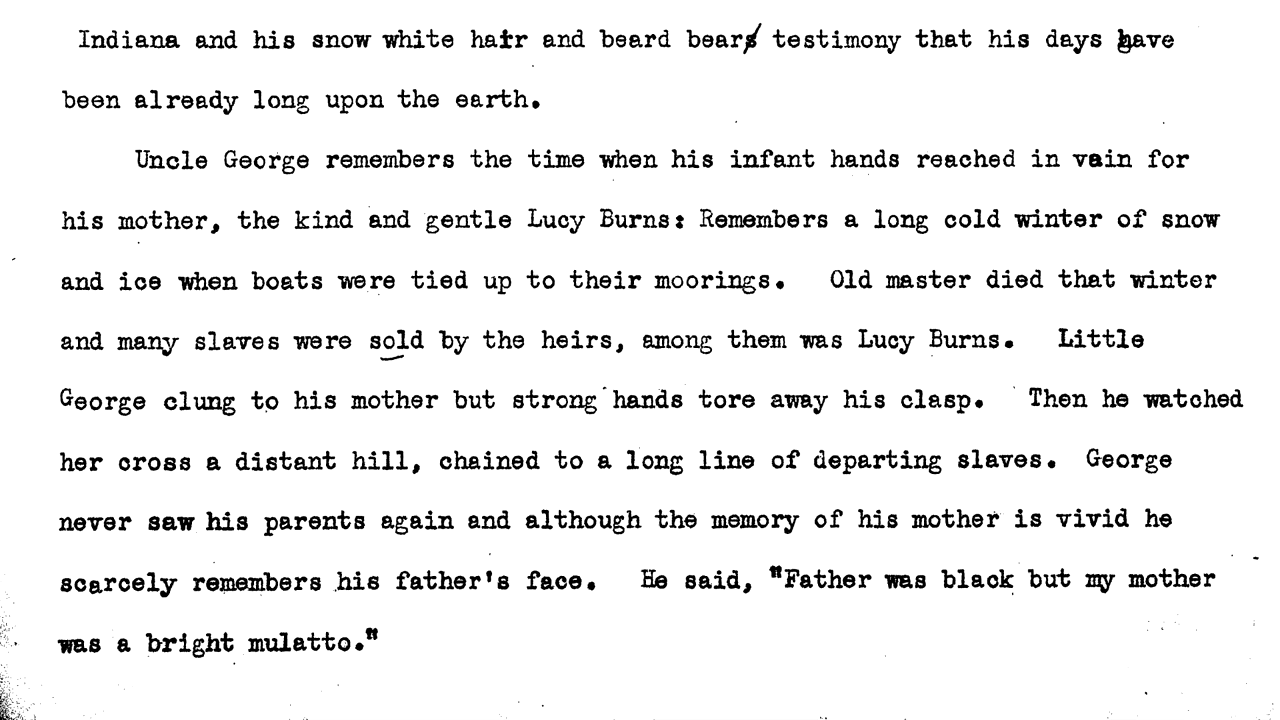 Indiana and his snow white hair and beard bear testimony that his days have
been already long upon the earth.
Uncle George remembers the time when his infant hands reached in vain for
his mother, the kind and gentle Lucy Burns: Remembers a long cold winter of snow
and ice when boats were tied up to their moorings. Old master died that winter
and many slaves were sold by the heirs, among them was Lucy Burns. Little
George clung to his mother but strong hands tore away his clasp. Then he watched
her cross a distant hill, chained to a long line of departing slaves. George
never saw his parents again and although the memory of his mother is vivid he
scarcely remembers his father's face. He said, "Father was black but my mother
was a bright mulatto."